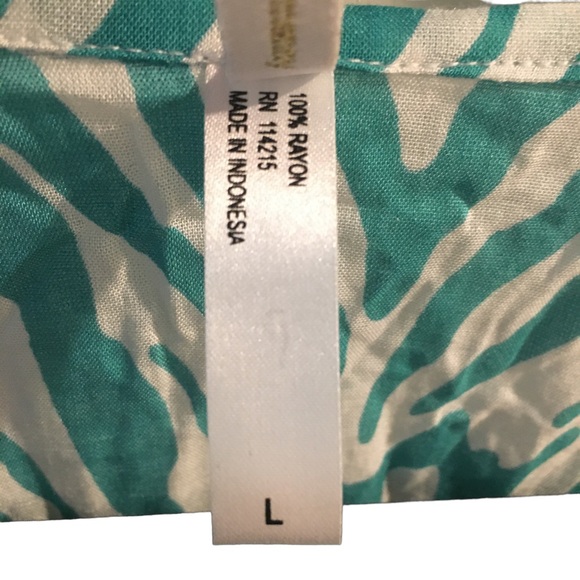 100% RAYON
RN 114215
MADE IN INDONESIA
L